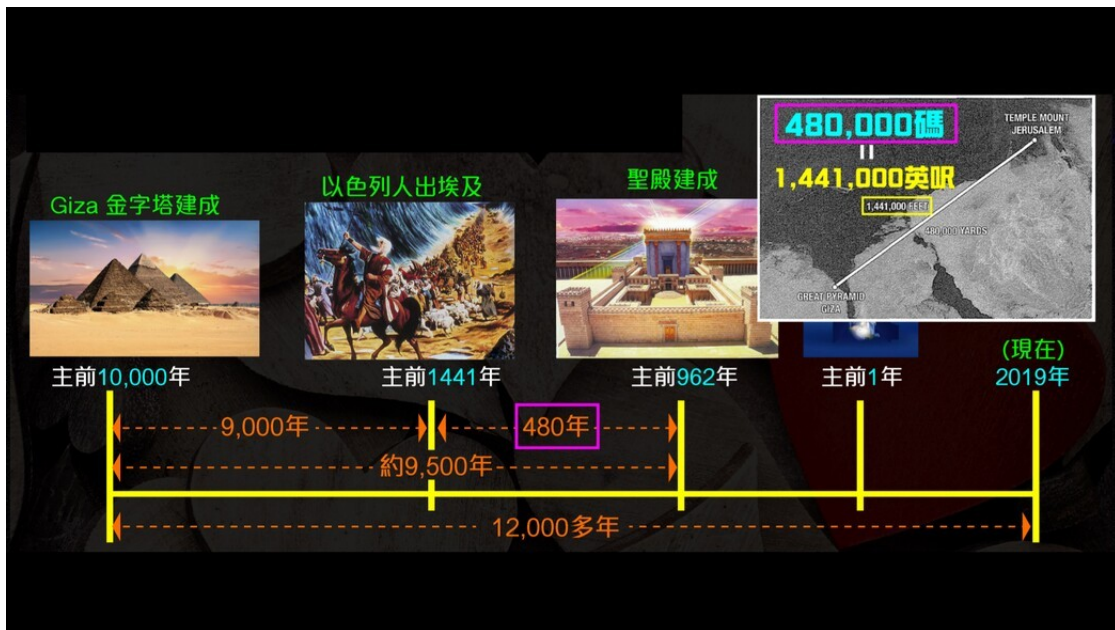 480,000碼
=
1,441,000英呎
1,441,000 FEET
480,000 YARDS
TEMPLE MOUNT
JERUSALEM
GREAT PYRAMID
GIZA
Giza 金字塔建成
以色列人出埃及
聖殿建成
(現在)
主前10,000年
主前1441年
主前962年
主前1年
2019年
9,000年
480年
約9,500年
12,000多年